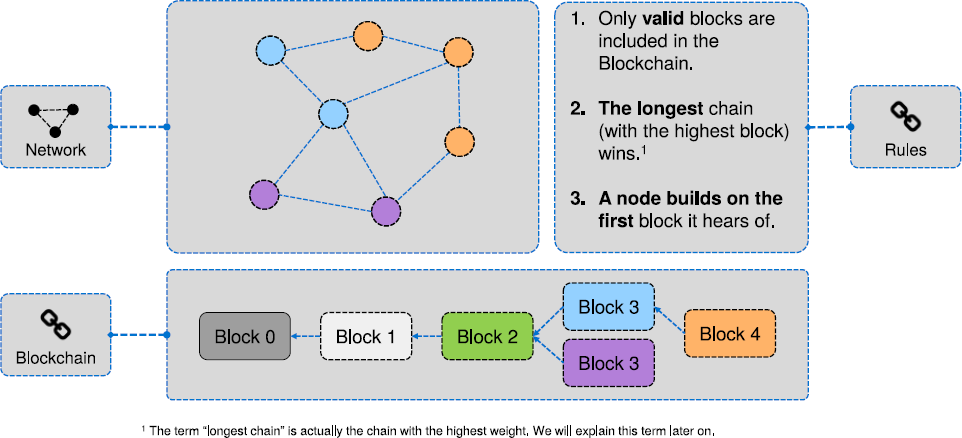 Network
1. Only valid blocks are
included in the
Blockchain.
2. The longest chain
(with the highest block)
wins.¹
3. A node builds on the
first block it hears of.
Rules
Blockchain
Block 0
Block 1
Block 2
Block 3
Block 3
Block 4
¹ The term “longest chain” is actually the chain with the highest weight. We will explain this term later on.